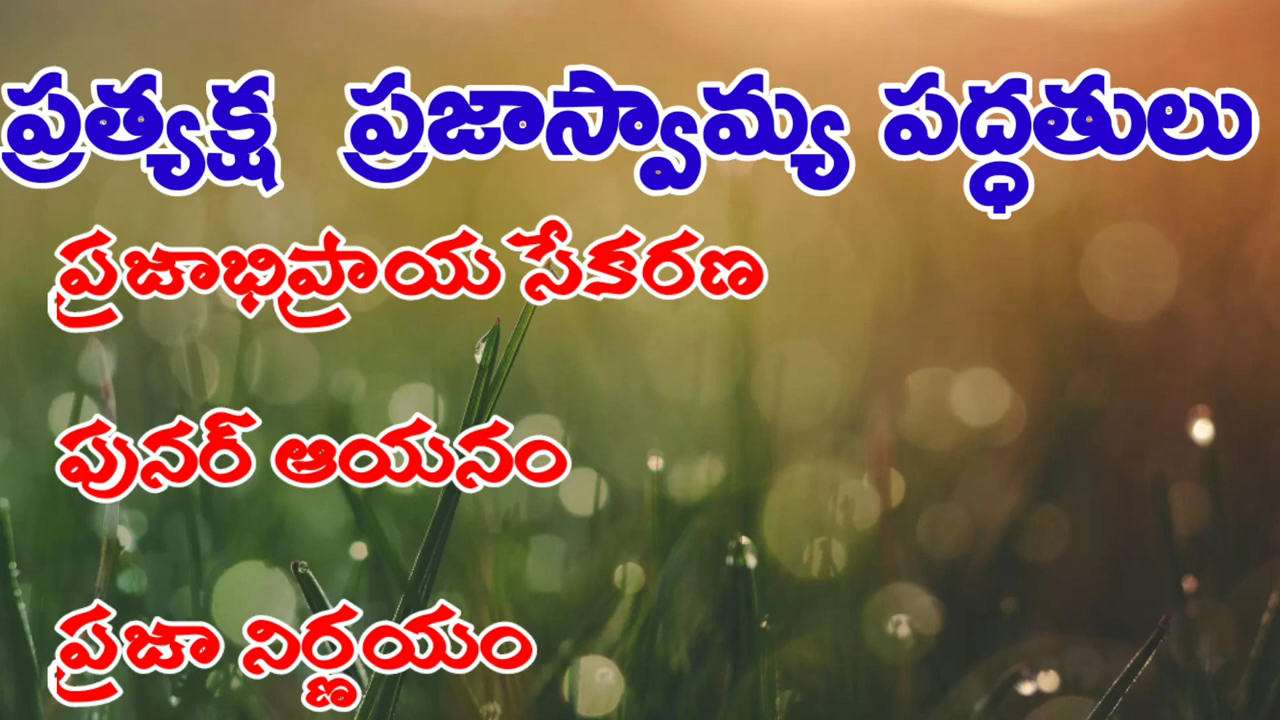 ప్రత్యక్ష ప్రజాస్వామ్య పద్ధతులు
ప్రజాభిప్రాయ సేకరణ
పునర్ ఆయనం
ప్రజా నిర్ణయం